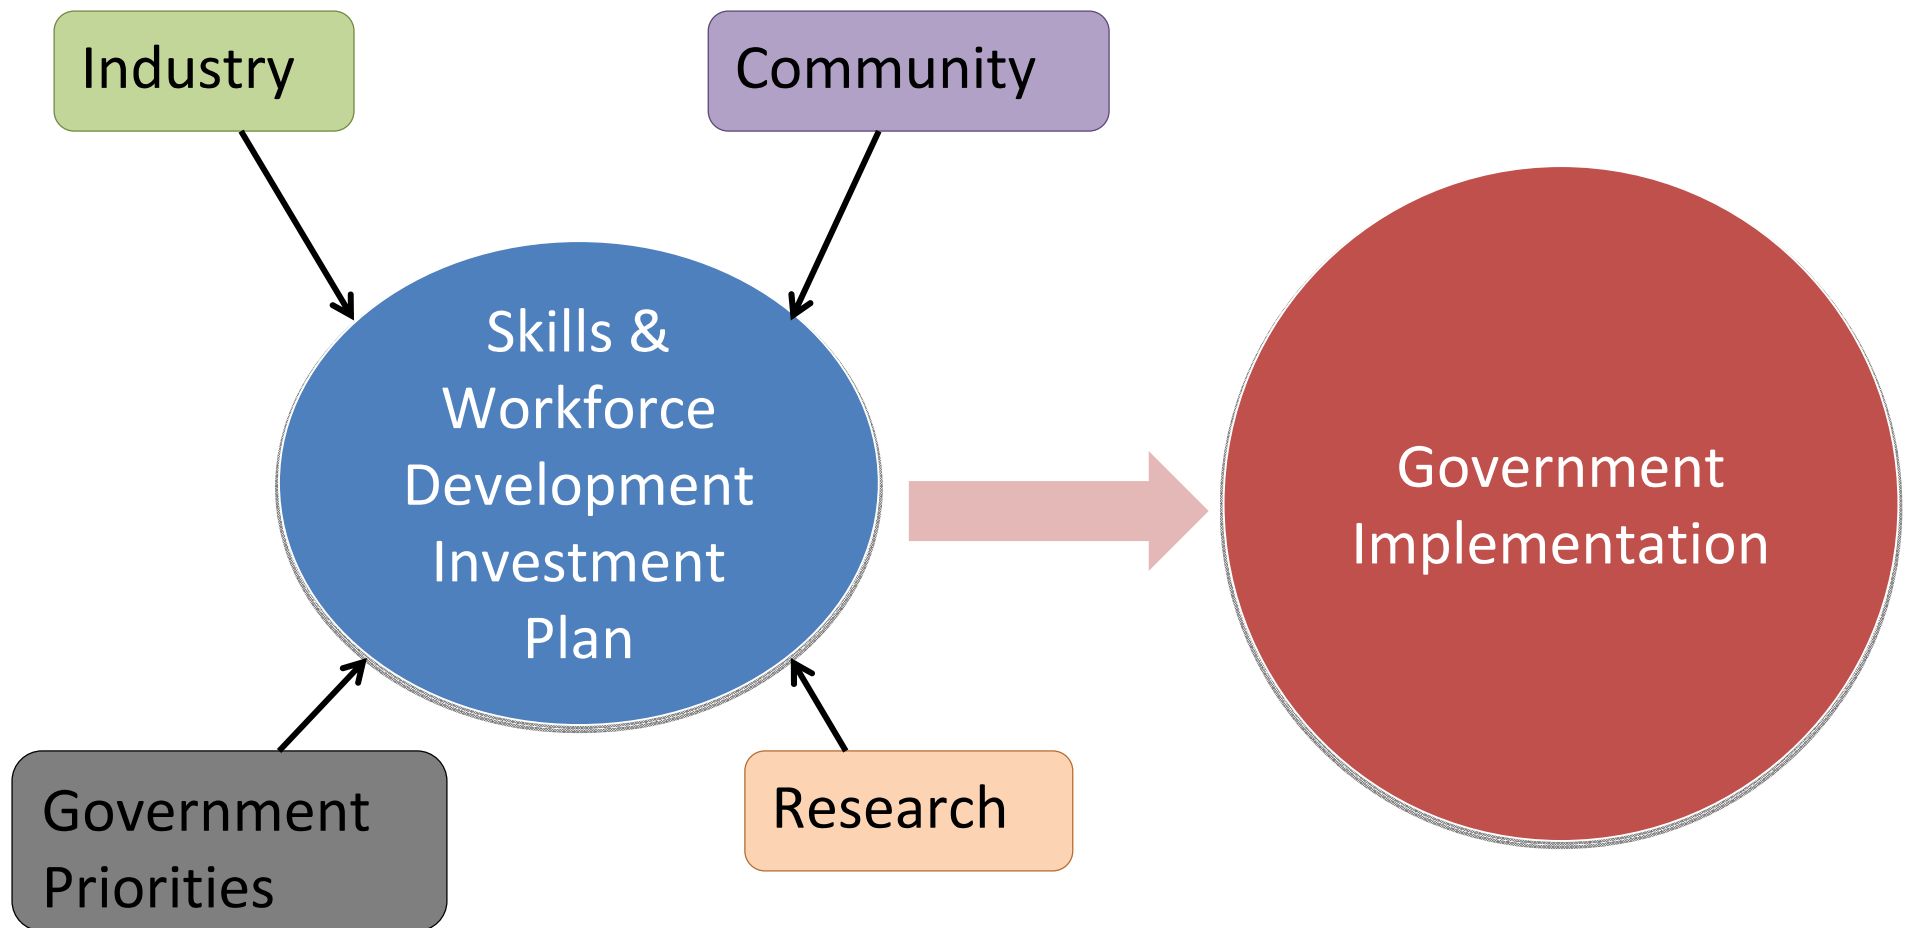 Industry
Community
Skills &
Workforce
Development
Investment
Plan
Government
Implementation
Government
Priorities
Research